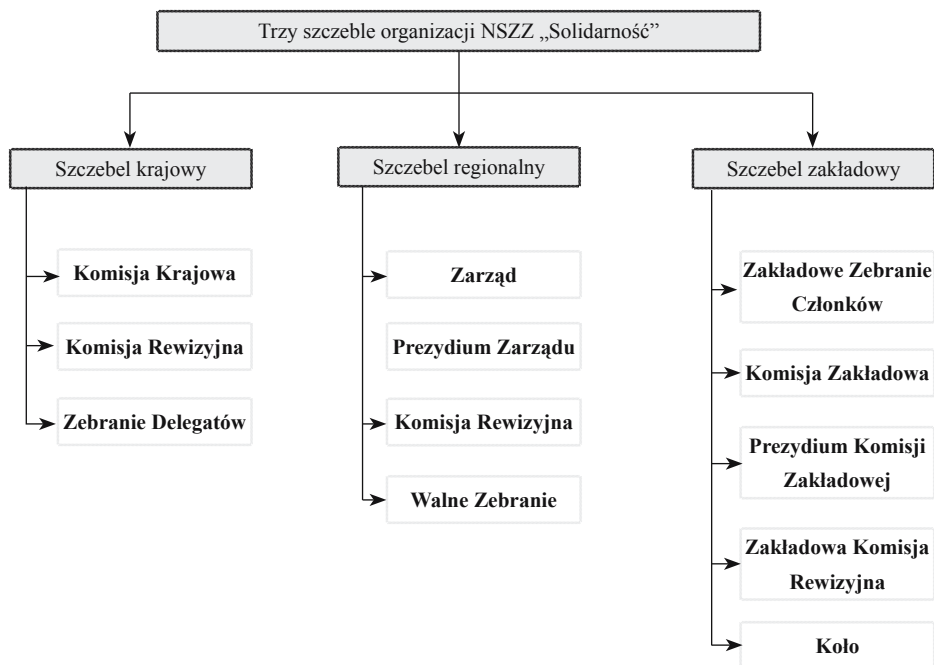 Trzy szczeble organizacji NSZZ „Solidarność”
Szczebel krajowy
Komisja Krajowa
Komisja Rewizyjna
Zebranie Delegatów
Szczebel regionalny
Zarząd
Prezydium Zarządu
Komisja Rewizyjna
Walne Zebranie
Szczebel zakładowy
Zakładowe Zebranie
Członków
Komisja Zakładowa
Prezydium Komisji
Zakładowej
Zakładowa Komisja
Rewizyjna
Koło